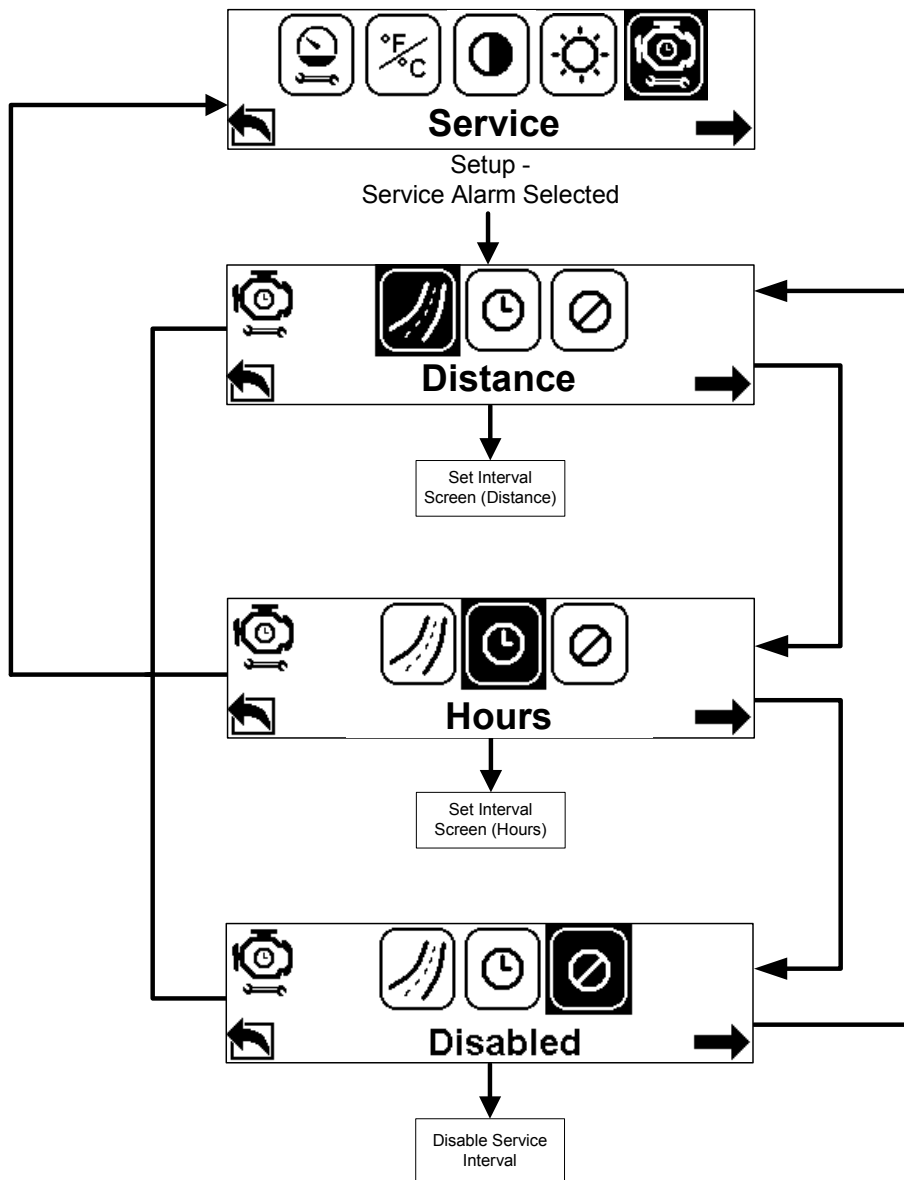 °F
°C
Service
Setup -
Service Alarm Selected
Distance
Set Interval
Screen (Distance)
Hours
Set Interval
Screen (Hours)
Disabled
Disable Service
Interval